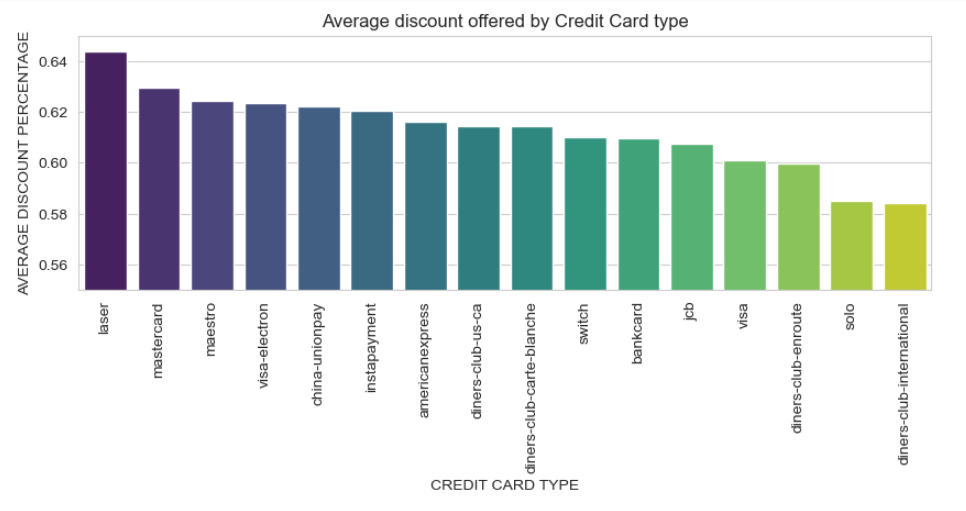 Average discount offered by Credit Card type
AVERAGE DISCOUNT PERCENTAGE
0.64
0.62
0.60
0.58
0.56
laser
mastercard
maestro
visa-electron
china-unionpay
instapayment
americanexpress
diners-club-us-ca
diners-club-carte-blanche
switch
bankcard
jcb
visa
diners-club-enroute
solo
diners-club-international
CREDIT CARD TYPE